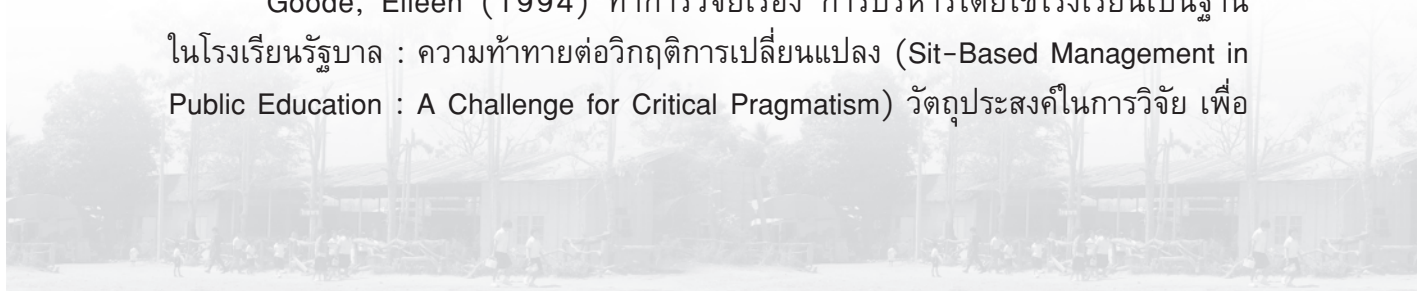 Goode, Eileen (1994) ทำการวิจัยเรื่อง การบริหารโดยใช้โรงเรียนเป็นฐาน
ในโรงเรียนรัฐบาล : ความท้าทายต่อวิกฤติการเปลี่ยนแปลง (Sit-Based Management in
Public Education : A Challenge for Critical Pragmatism) วัตถุประสงค์ในการวิจัย เพื่อ